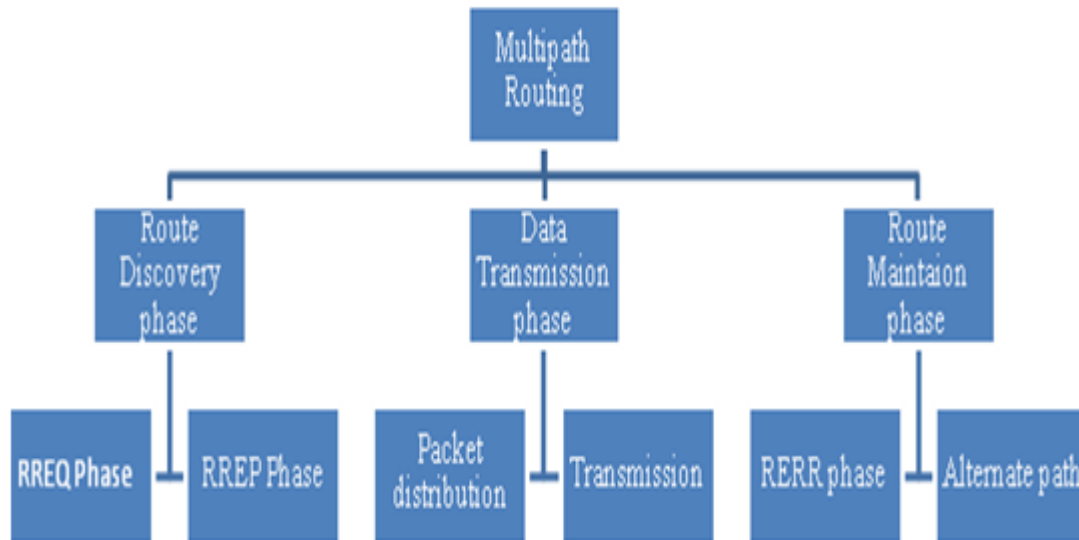 Multipath
Routing
Route
Discovery
phase
Data
Transmission
phase
Route
Maintaion
phase
RREQ Phase
RREP Phase
Packet
distribution
Transmission
RERR phase
Alternate path